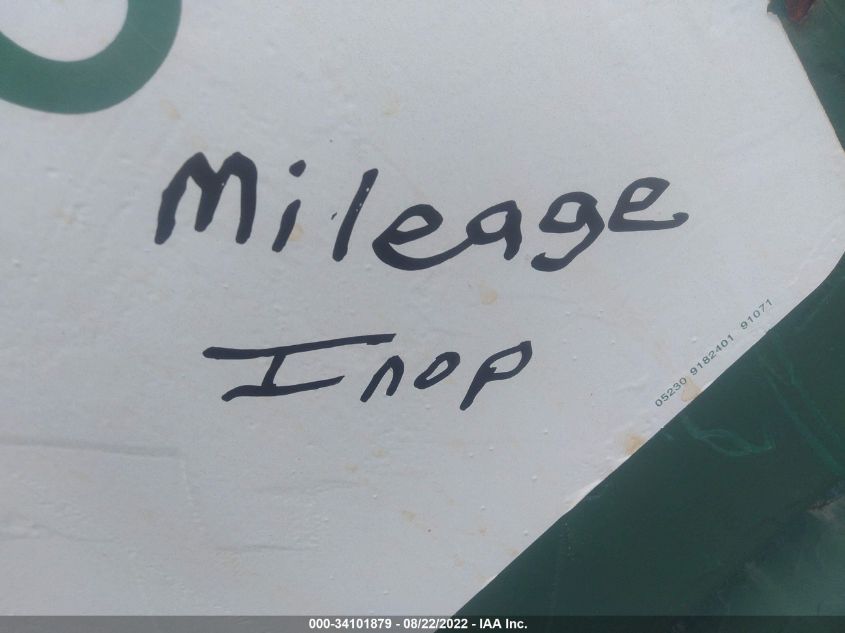 Mileage
Inop
05230 9182401 91071
000-34101879 - 08/22/2022 - IAA Inc.